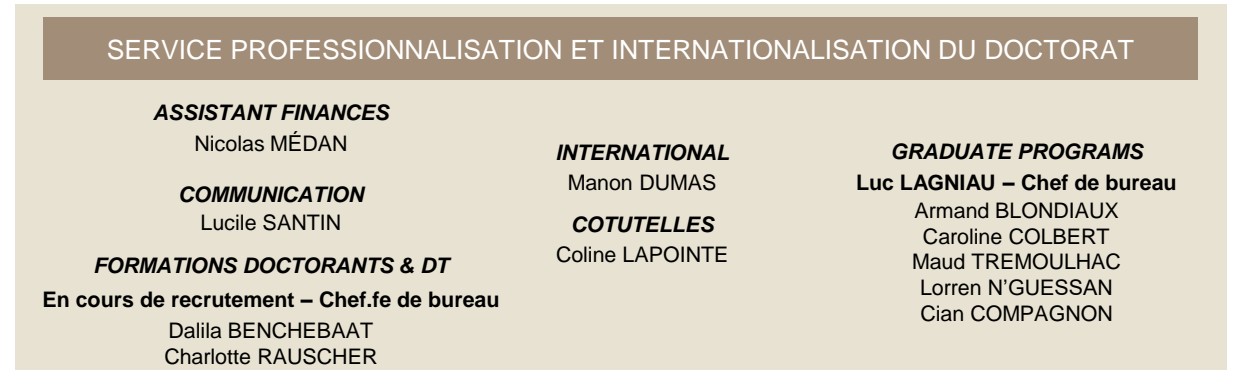 SERVICE PROFESSIONNALISATION ET INTERNATIONALISATION DU DOCTORAT
ASSISTANT FINANCES
Nicolas MÉDAN
COMMUNICATION
Lucile SANTIN
FORMATIONS DOCTORANTS & DT
En cours de recrutement – Chef.fe de bureau
Dalila BENCHEBAAT
Charlotte RAUSCHER
INTERNATIONAL
Manon DUMAS
COTUTELLES
Coline LAPOINTE
GRADUATE PROGRAMS
Luc LAGNIAU – Chef de bureau
Armand BLONDIAUX
Caroline COLBERT
Maud TREMOULHAC
Lorren N’GUESSAN
Cian COMPAGNON